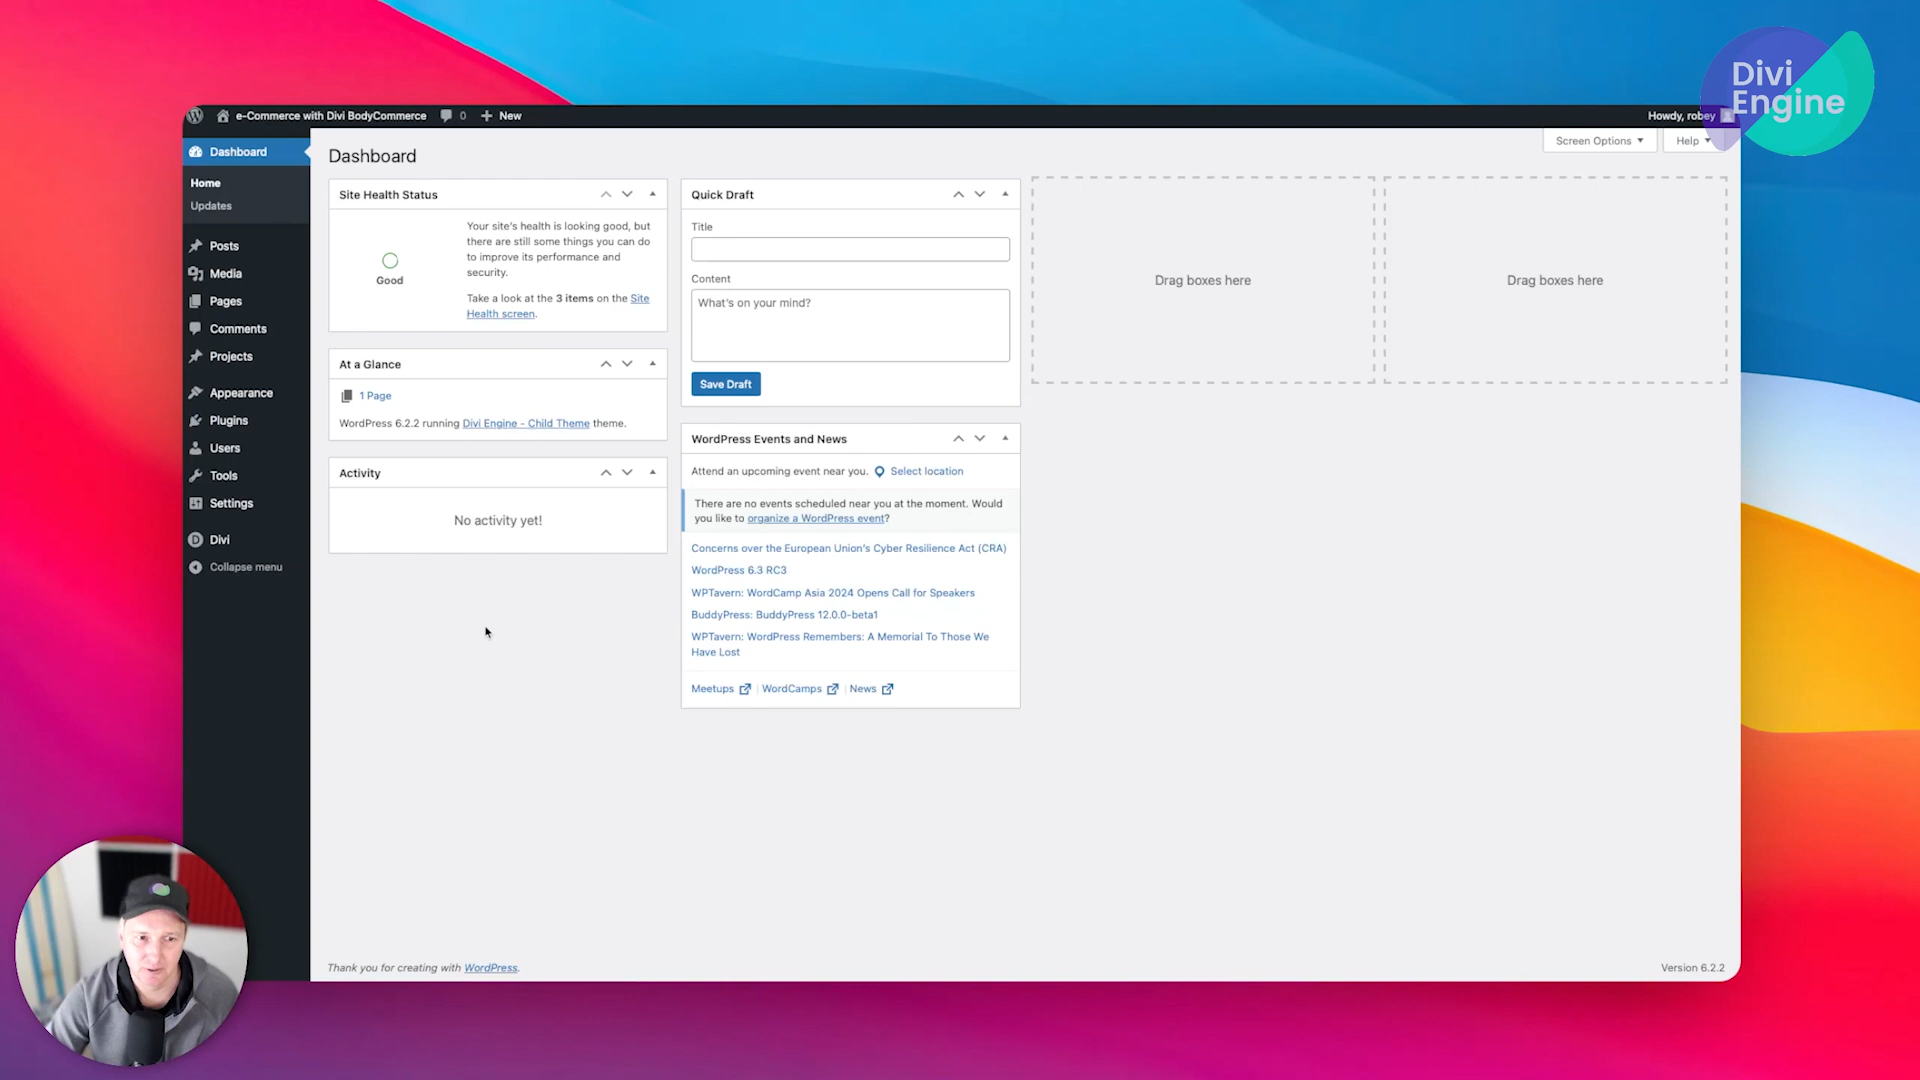 Divi
Engine
e-Commerce with Divi BodyCommerce
0
New
Howdy, robey
Dashboard
Home
Updates
Posts
Media
Pages
Comments
Projects
Appearance
Plugins
Users
Tools
Settings
Divi
Collapse menu
Screen Options
Help
Dashboard
Site Health Status
Good
Your site's health is looking good, but
there are still some things you can do
to improve its performance and
security.
Take a look at the 3 items on the Site
Health screen.
At a Glance
1 Page
WordPress 6.2.2 running Divi Engine - Child Theme theme.
Activity
No activity yet!
Quick Draft
Title
Content
What's on your mind?
Save Draft
WordPress Events and News
Attend an upcoming event near you. Select location
There are no events scheduled near you at the moment. Would
you like to organize a WordPress event?
Concerns over the European Union's Cyber Resilience Act (CRA)
WordPress 6.3 RC3
WPTavern: WordCamp Asia 2024 Opens Call for Speakers
BuddyPress: BuddyPress 12.0.0-beta1
WPTavern: WordPress Remembers: A Memorial To Those We
Have Lost
Meetups | WordCamps | News
Drag boxes here
Drag boxes here
Thank you for creating with WordPress.
Version 6.2.2